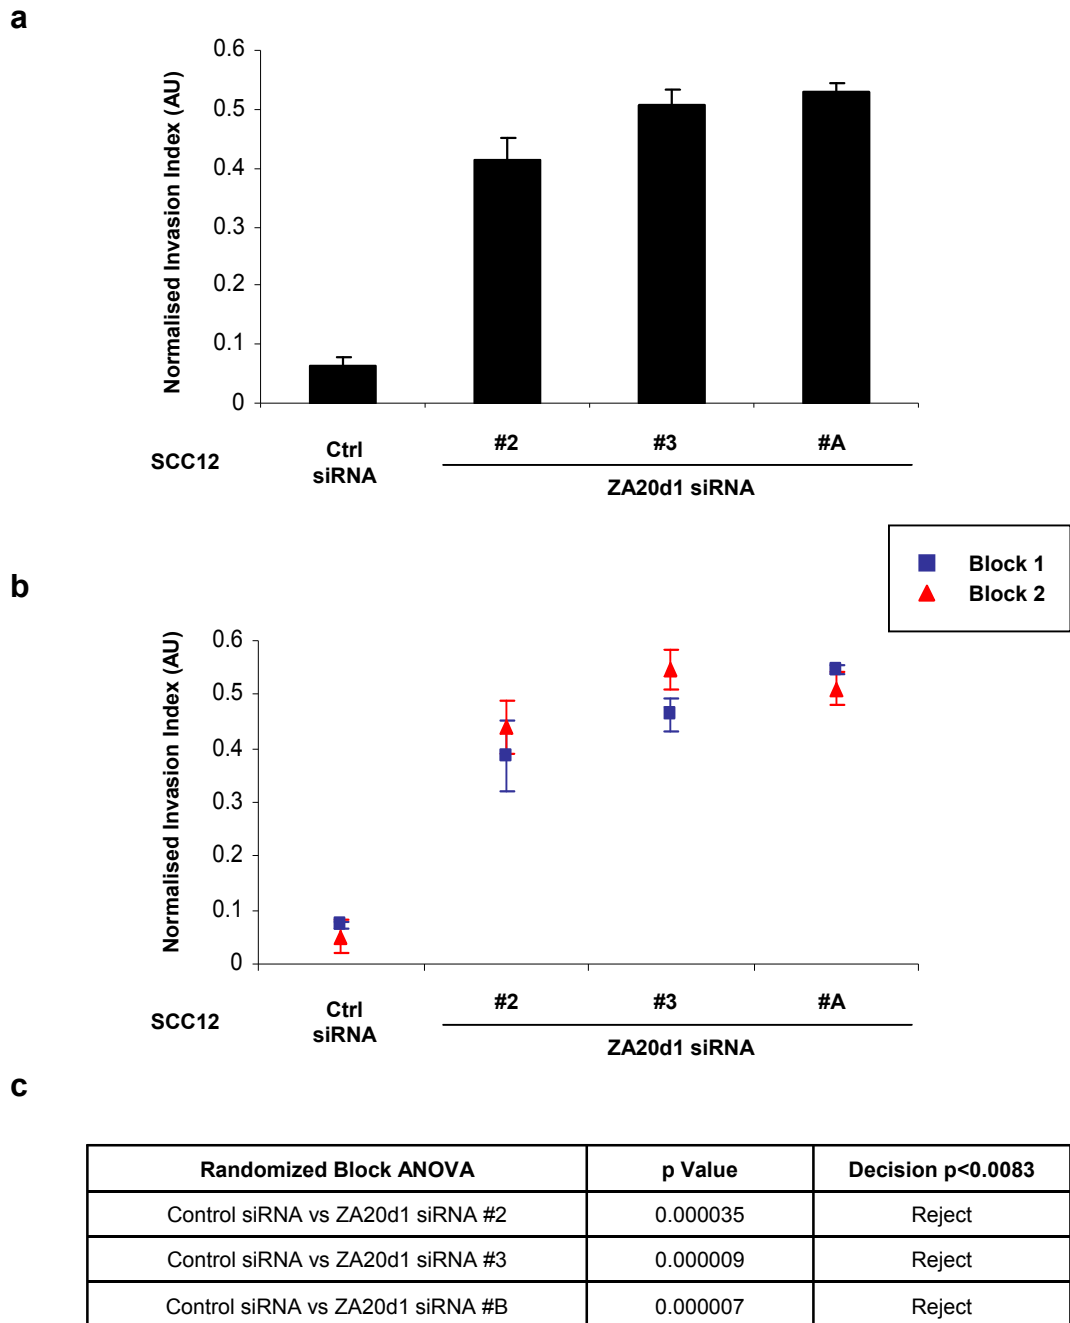 a
Normalised Invasion Index (AU)
0.6
0.5
0.4
0.3
0.2
0.1
0
SCC12
Ctrl
siRNA
#2
#3
#A
ZA20d1 siRNA
Block 1
Block 2
b
Normalised Invasion Index (AU)
0.6
0.5
0.4
0.3
0.2
0.1
0
SCC12
Ctrl
siRNA
#2
#3
#A
ZA20d1 siRNA
c
Randomized Block ANOVA p Value Decision p<0.0083
Control siRNA vs ZA20d1 siRNA #2 0.000035 Reject
Control siRNA vs ZA20d1 siRNA #3 0.000009 Reject
Control siRNA vs ZA20d1 siRNA #B 0.000007 Reject